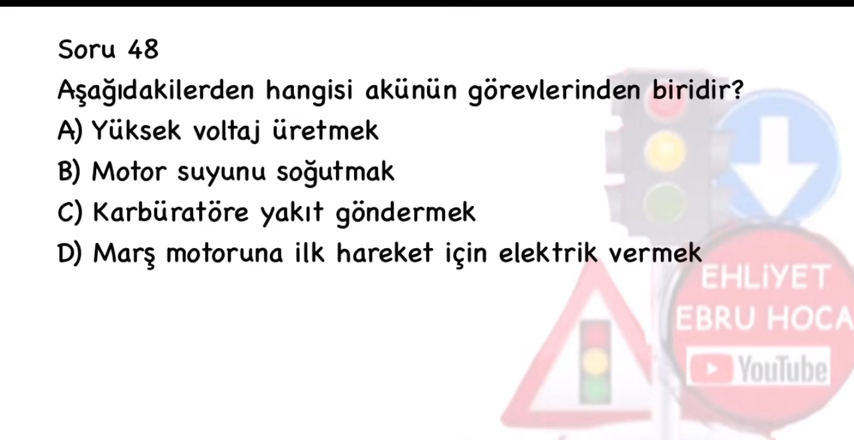 Soru 48
Aşağıdakilerden hangisi akünün görevlerinden biridir?
A) Yüksek voltaj üretmek
B) Motor suyunu soğutmak
C) Karbüratöre yakıt göndermek
D) Marş motoruna ilk hareket için elektrik vermek
EHLİYET
EBRU HOCA
YouTube